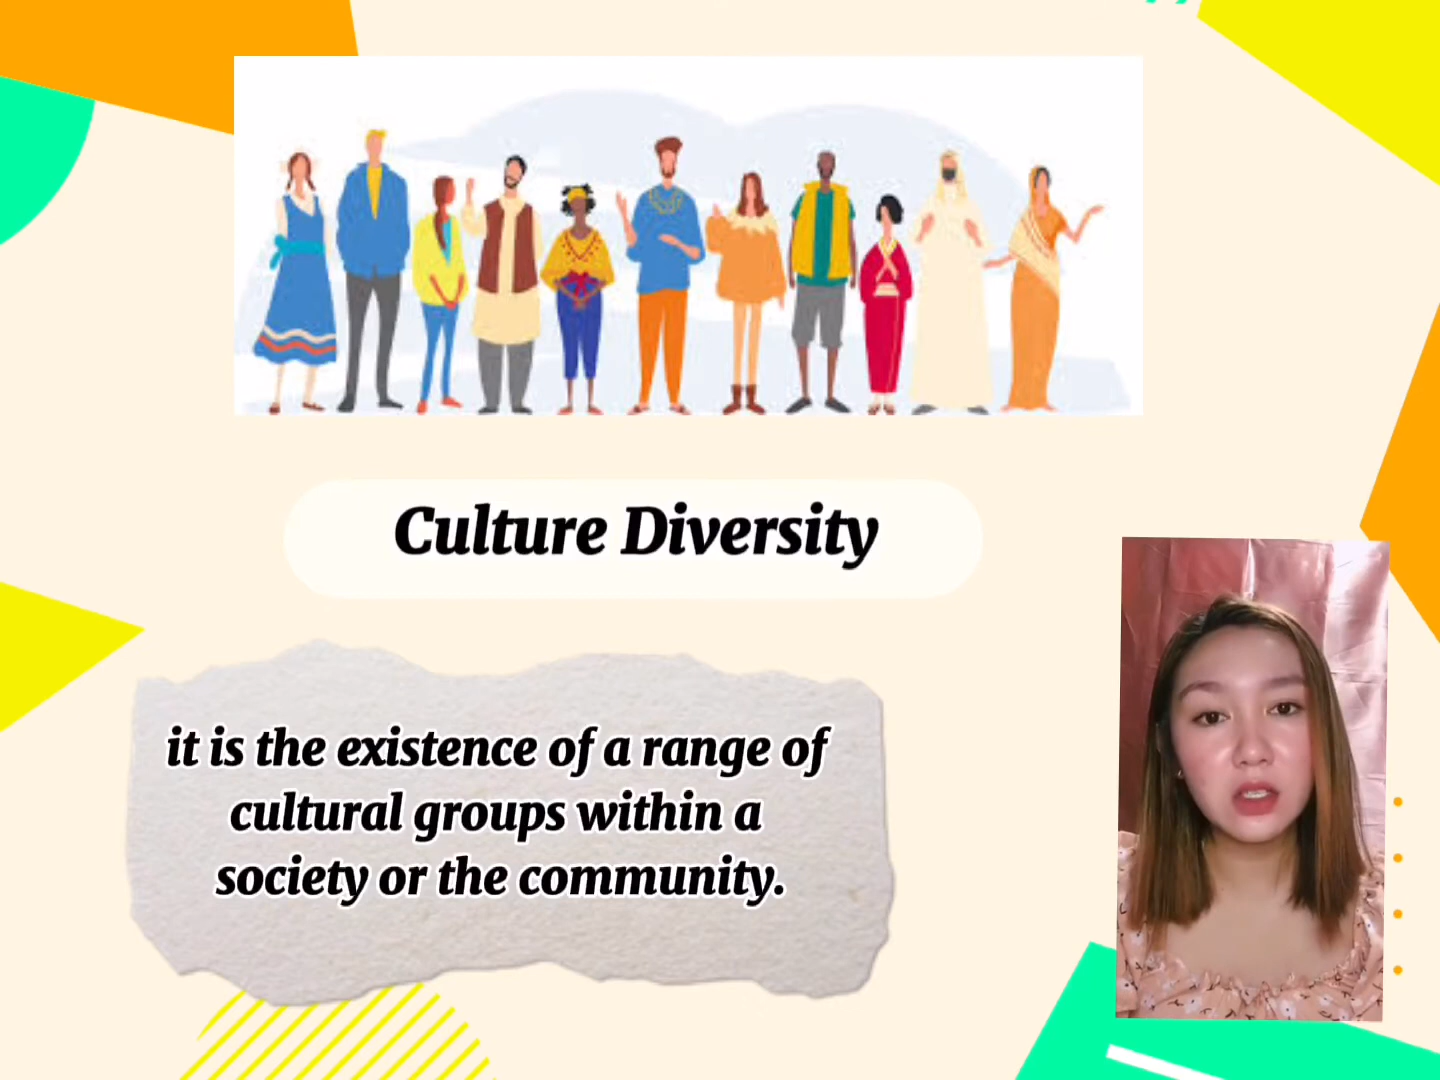 Culture Diversity
it is the existence of a range of
cultural groups within a
society or the community.